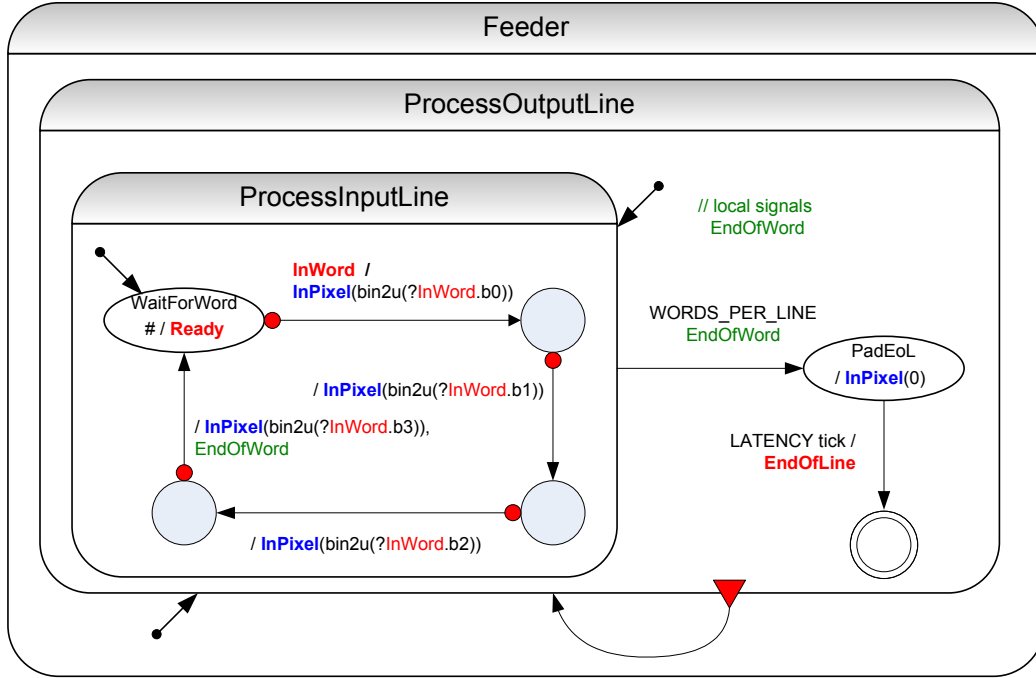 Feeder
ProcessOutputLine
ProcessInputLine
// local signals
EndOfWord
InWord /
InPixel(bin2u(?InWord.b0))
WaitForWord
# / Ready
WORDS_PER_LINE
EndOfWord
PadEoL
/ InPixel(0)
/ InPixel(bin2u(?InWord.b1))
/ InPixel(bin2u(?InWord.b3)),
EndOfWord
LATENCY tick /
EndOfLine
/ InPixel(bin2u(?InWord.b2))